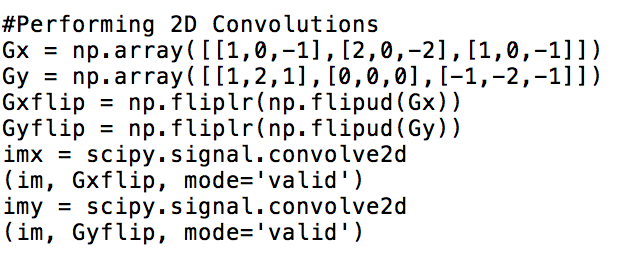 #Performing 2D Convolutions
Gx = np.array([[1,0,-1],[2,0,-2],[1,0,-1]])
Gy = np.array([[1,2,1],[0,0,0],[-1,-2,-1]])
Gxflip = np.fliplr(np.flipud(Gx))
Gyflip = np.fliplr(np.flipud(Gy))
imx = scipy.signal.convolve2d
(im, Gxflip, mode='valid')
imy = scipy.signal.convolve2d
(im, Gyflip, mode='valid')